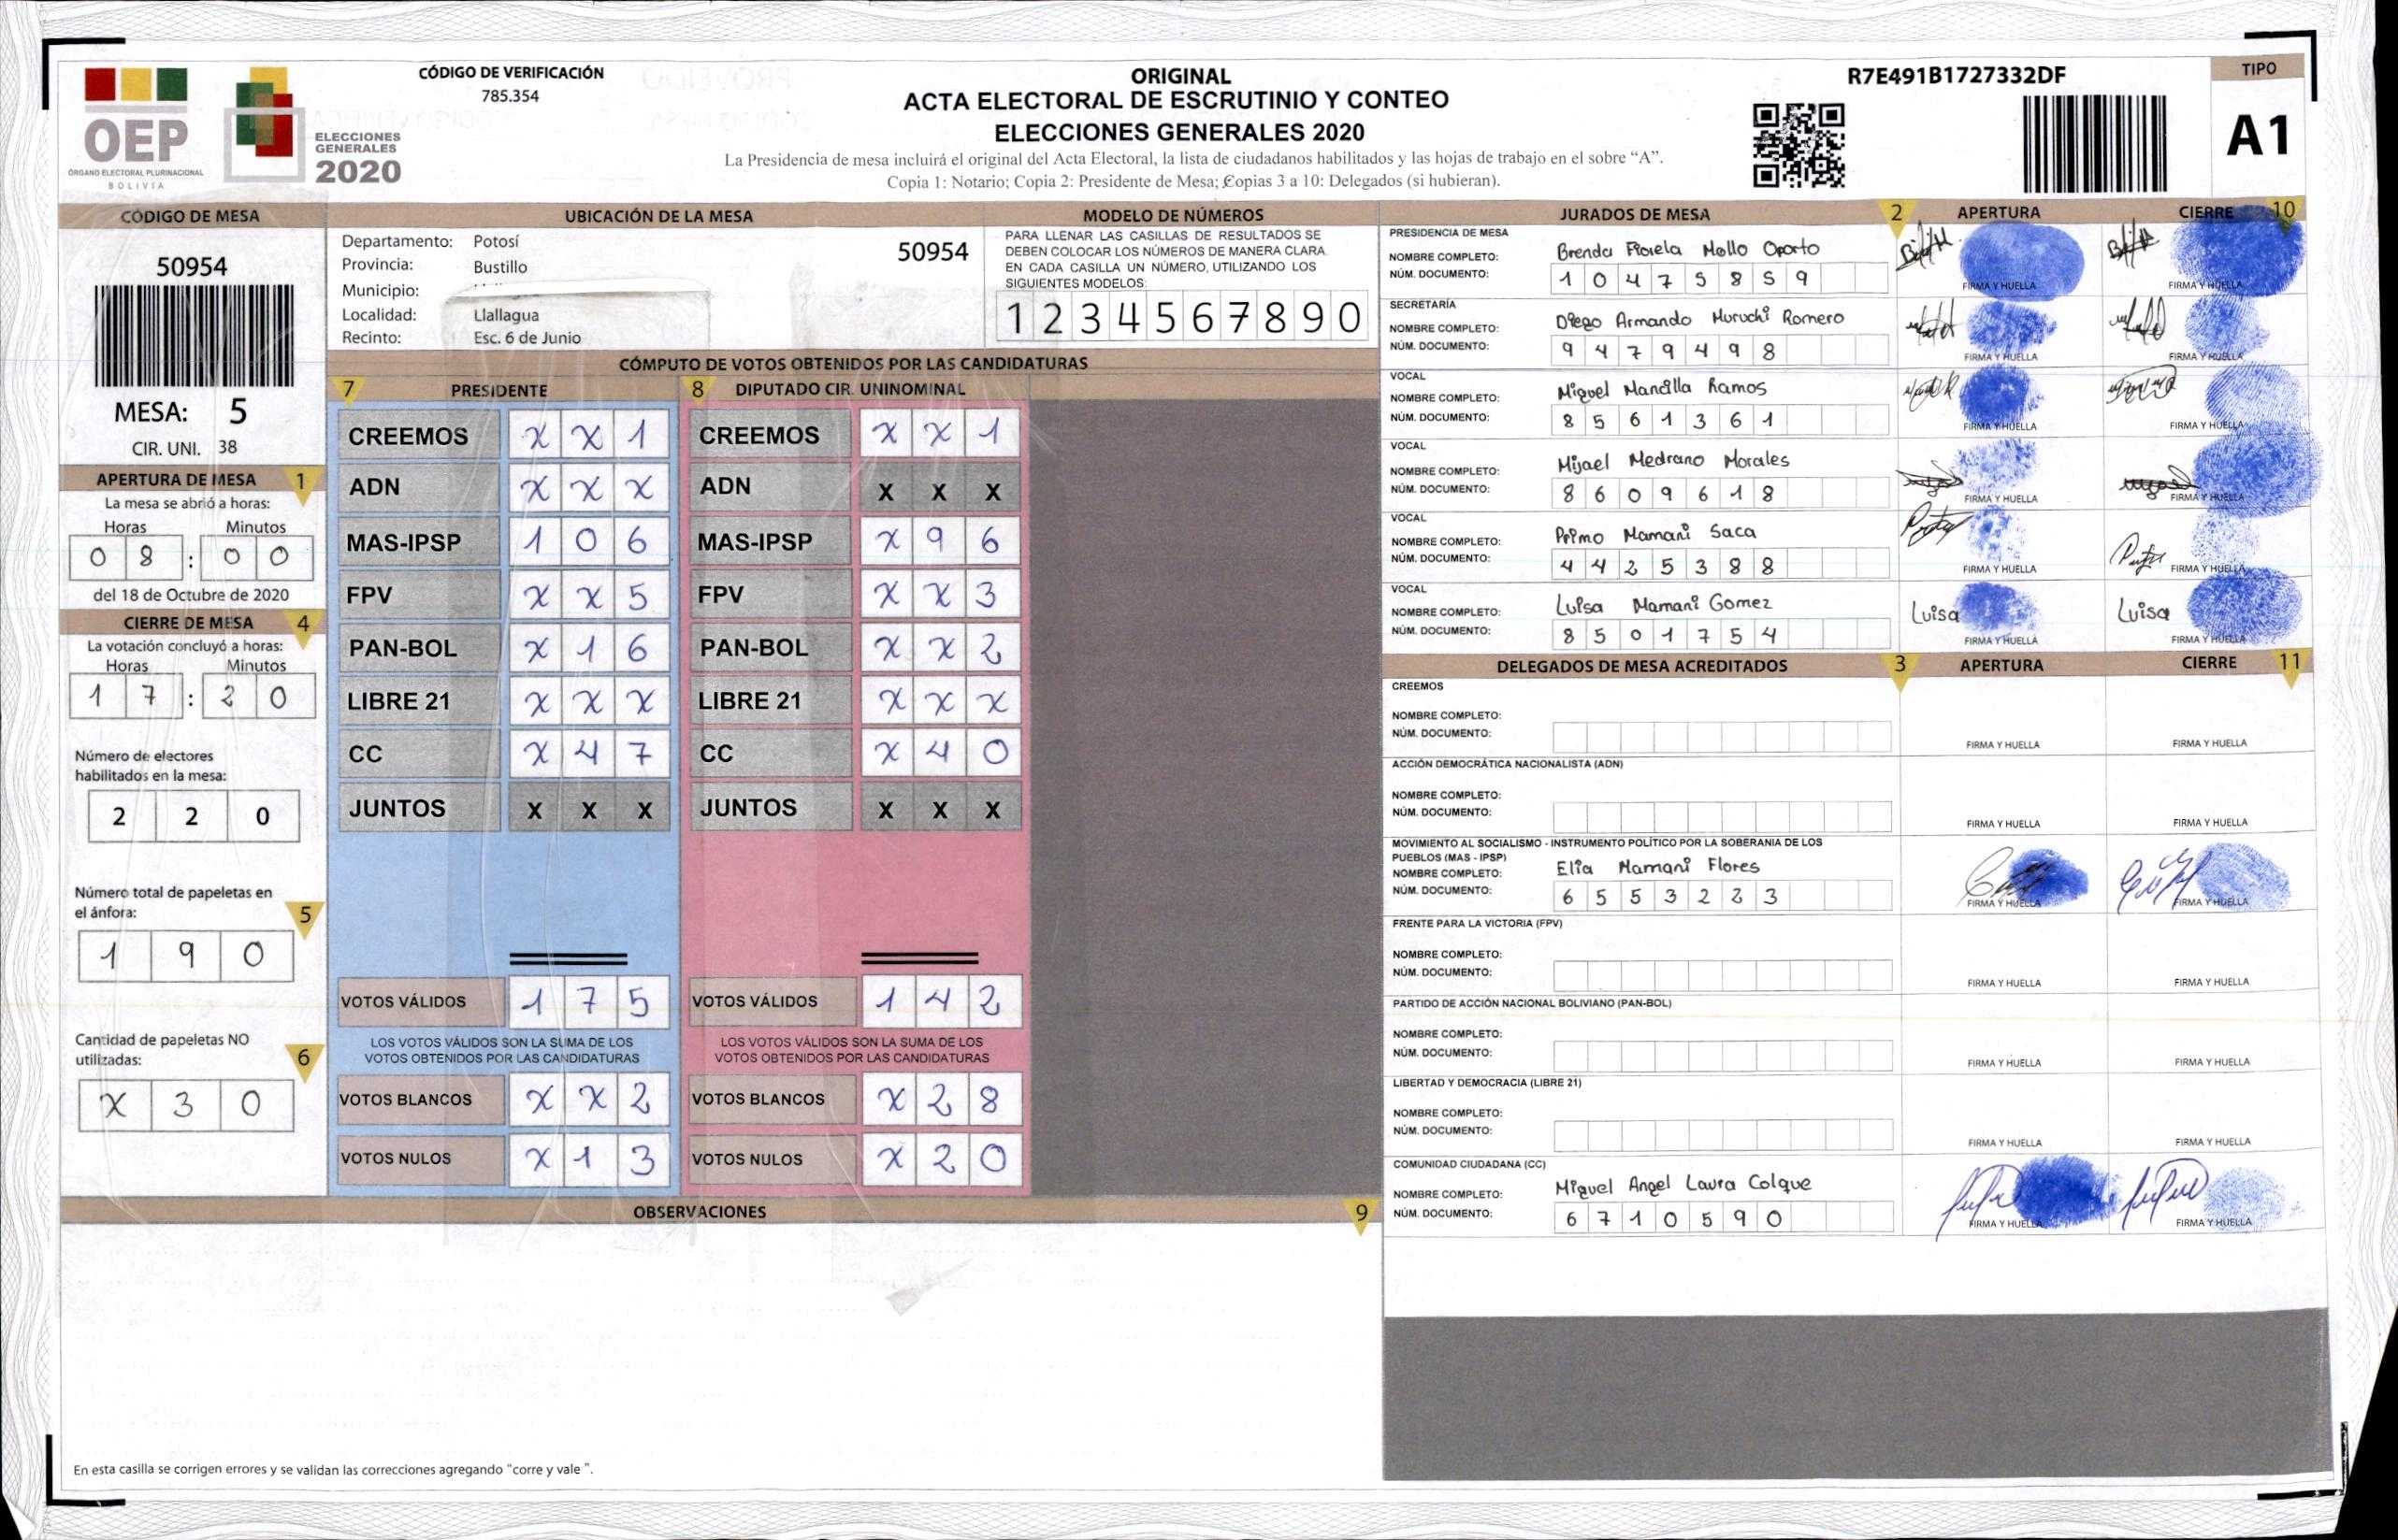 CÓDIGO DE VERIFICACIÓN
785.354
OEP
ÓRGANO ELECTORAL PLURINACIONAL
BOLIVIA
ELECCIONES
GENERALES
2020
ORIGINAL
ACTA ELECTORAL DE ESCRUTINIO Y CONTEO
ELECCIONES GENERALES 2020
La Presidencia de mesa incluirá el original del Acta Electoral, la lista de ciudadanos habilitados y las hojas de trabajo en el sobre “A”.
Copia 1: Notario; Copia 2: Presidente de Mesa; Copias 3 a 10: Delegados (si hubieran).
R7E491B1727332DF
TIPO
A1
CÓDIGO DE MESA
50954
MESA: 5
CIR. UNI. 38
APERTURA DE MESA 1
La mesa se abrió a horas:
Horas Minutos
0 8 : 0 0
del 18 de Octubre de 2020
CIERRE DE MESA 4
La votación concluyó a horas:
Horas Minutos
1 7 : 2 0
Número de electores
habilitados en la mesa:
2 2 0
Número total de papeletas en
el ánfora:
5
1 9 0
Cantidad de papeletas NO
utilizadas:
6
X 3 0
UBICACIÓN DE LA MESA
Departamento: Potosí
50954
Provincia: Bustillo
Municipio:
Localidad: Llallagua
Recinto: Esc. 6 de Junio
MODELO DE NÚMEROS
PARA LLENAR LAS CASILLAS DE RESULTADOS SE
DEBEN COLOCAR LOS NÚMEROS DE MANERA CLARA.
EN CADA CASILLA UN NÚMERO, UTILIZANDO LOS
SIGUIENTES MODELOS:
1 2 3 4 5 6 7 8 9 0
CÓMPUTO DE VOTOS OBTENIDOS POR LAS CANDIDATURAS
7 PRESIDENTE
CREEMOS X X 1
ADN X X X
MAS-IPSP 1 0 6
FPV X X 5
PAN-BOL X 1 6
LIBRE 21 X X X
CC X 4 7
JUNTOS X X X
VOTOS VÁLIDOS 1 7 5
LOS VOTOS VÁLIDOS SON LA SUMA DE LOS
VOTOS OBTENIDOS POR LAS CANDIDATURAS
VOTOS BLANCOS X X 2
VOTOS NULOS X 1 3
8 DIPUTADO CIR. UNINOMINAL
CREEMOS X X 1
ADN X X X
MAS-IPSP X 9 6
FPV X X 3
PAN-BOL X X 2
LIBRE 21 X X X
CC X 4 0
JUNTOS X X X
VOTOS VÁLIDOS 1 4 2
LOS VOTOS VÁLIDOS SON LA SUMA DE LOS
VOTOS OBTENIDOS POR LAS CANDIDATURAS
VOTOS BLANCOS X 2 8
VOTOS NULOS X 2 0
OBSERVACIONES 9
En esta casilla se corrigen errores y se validan las correcciones agregando “corre y vale ”.
JURADOS DE MESA 2 APERTURA CIERRE 10
PRESIDENCIA DE MESA
NOMBRE COMPLETO: Brenda Fiorela Mollo Oporto
NÚM. DOCUMENTO: 1 0 4 7 5 8 5 9
FIRMA Y HUELLA FIRMA Y HUELLA
SECRETARÍA
NOMBRE COMPLETO: Diego Armando Muruchi Romero
NÚM. DOCUMENTO: 9 4 7 9 4 9 8
FIRMA Y HUELLA FIRMA Y HUELLA
VOCAL
NOMBRE COMPLETO: Miguel Mancilla Ramos
NÚM. DOCUMENTO: 8 5 6 1 3 6 1
FIRMA Y HUELLA FIRMA Y HUELLA
VOCAL
NOMBRE COMPLETO: Mijael Medrano Morales
NÚM. DOCUMENTO: 8 6 0 9 6 1 8
FIRMA Y HUELLA FIRMA Y HUELLA
VOCAL
NOMBRE COMPLETO: Primo Mamani Saca
NÚM. DOCUMENTO: 4 4 2 5 3 8 8
FIRMA Y HUELLA FIRMA Y HUELLA
VOCAL
NOMBRE COMPLETO: Luisa Mamani Gomez
NÚM. DOCUMENTO: 8 5 0 1 7 5 4
Luisa Luisa
FIRMA Y HUELLA FIRMA Y HUELLA
DELEGADOS DE MESA ACREDITADOS 3 APERTURA CIERRE 11
CREEMOS
NOMBRE COMPLETO:
NÚM. DOCUMENTO:
FIRMA Y HUELLA FIRMA Y HUELLA
ACCIÓN DEMOCRÁTICA NACIONALISTA (ADN)
NOMBRE COMPLETO:
NÚM. DOCUMENTO:
FIRMA Y HUELLA FIRMA Y HUELLA
MOVIMIENTO AL SOCIALISMO - INSTRUMENTO POLÍTICO POR LA SOBERANIA DE LOS
PUEBLOS (MAS - IPSP)
NOMBRE COMPLETO: Elia Mamani Flores
NÚM. DOCUMENTO: 6 5 5 3 2 2 3
FIRMA Y HUELLA FIRMA Y HUELLA
FRENTE PARA LA VICTORIA (FPV)
NOMBRE COMPLETO:
NÚM. DOCUMENTO:
FIRMA Y HUELLA FIRMA Y HUELLA
PARTIDO DE ACCIÓN NACIONAL BOLIVIANO (PAN-BOL)
NOMBRE COMPLETO:
NÚM. DOCUMENTO:
FIRMA Y HUELLA FIRMA Y HUELLA
LIBERTAD Y DEMOCRACIA (LIBRE 21)
NOMBRE COMPLETO:
NÚM. DOCUMENTO:
FIRMA Y HUELLA FIRMA Y HUELLA
COMUNIDAD CIUDADANA (CC)
NOMBRE COMPLETO: Miguel Angel Laura Colque
NÚM. DOCUMENTO: 6 7 1 0 5 9 0
FIRMA Y HUELLA FIRMA Y HUELLA